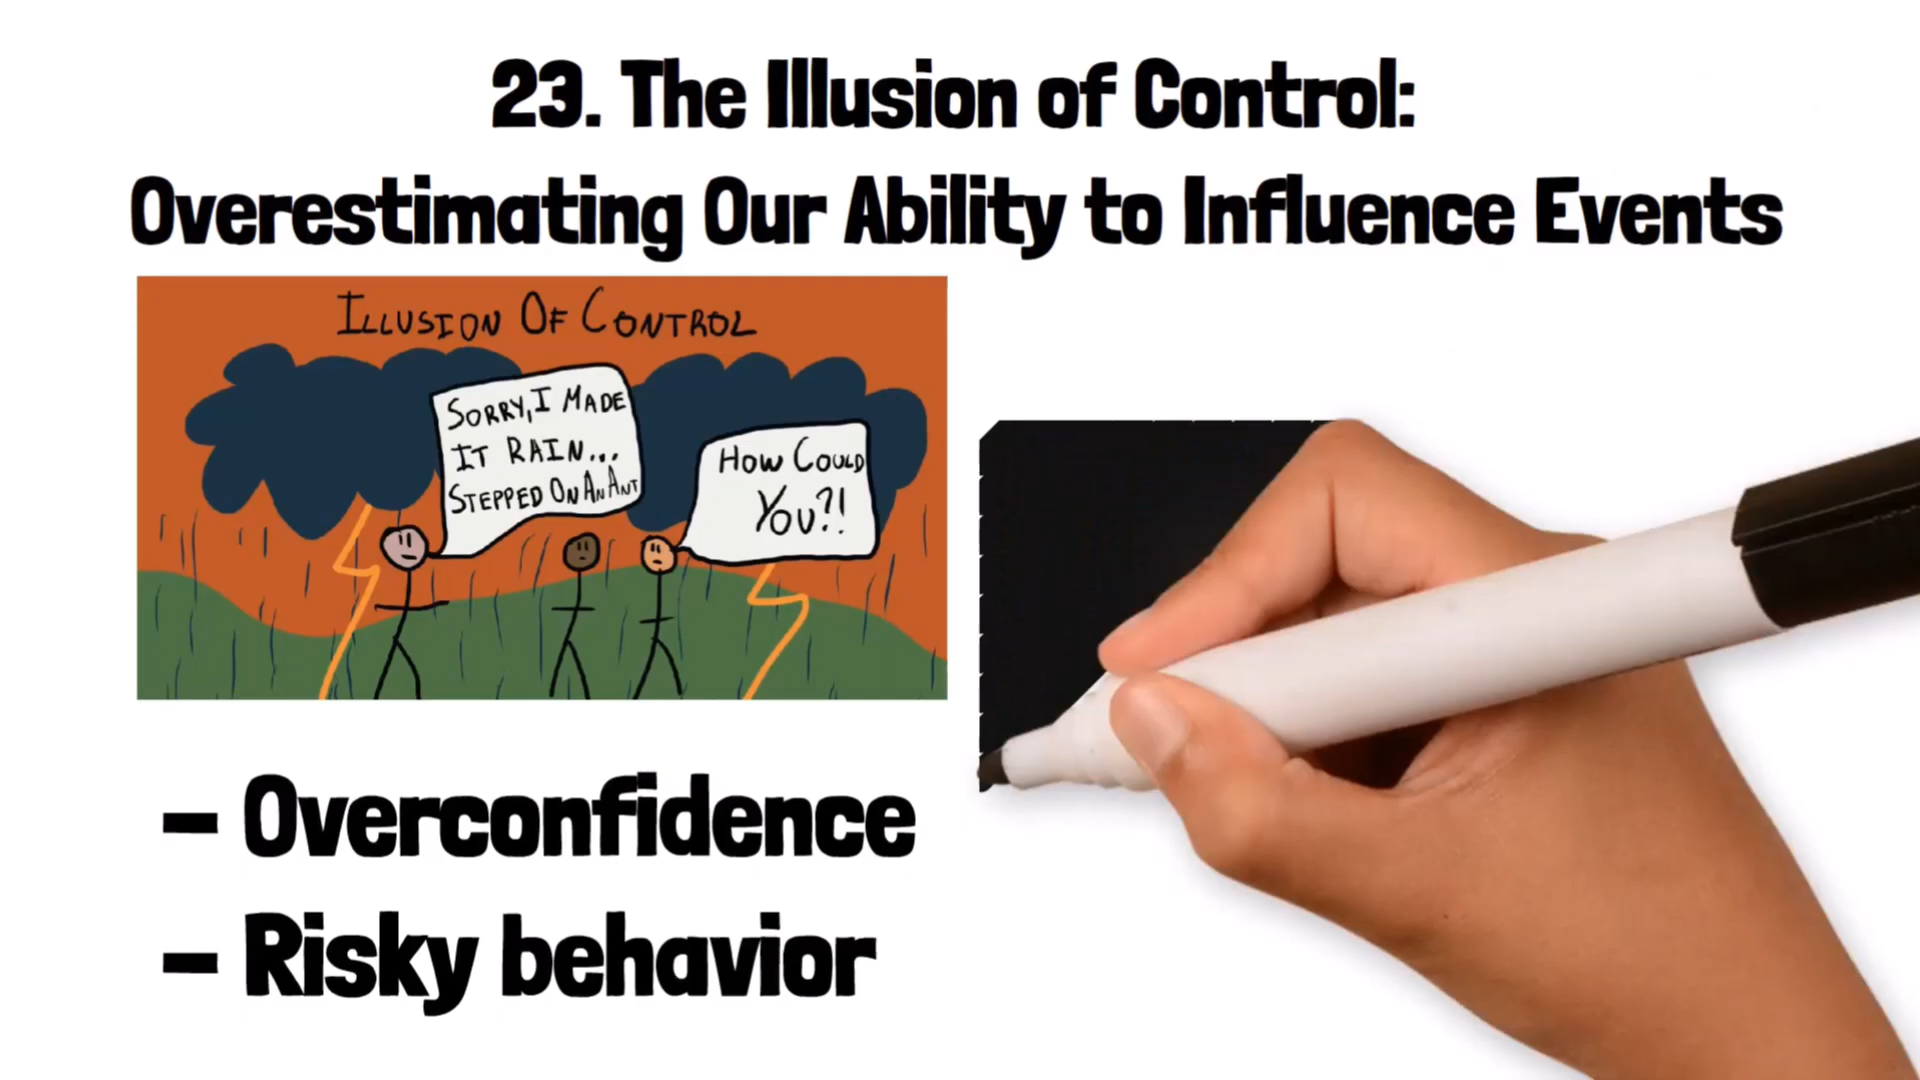 23. The Illusion of Control:
Overestimating Our Ability to Influence Events
ILLUSION OF CONTROL
SORRY, I MADE
IT RAIN...
STEPPED ON AN ANT
HOW COULD
YOU?!
- Overconfidence
- Risky behavior